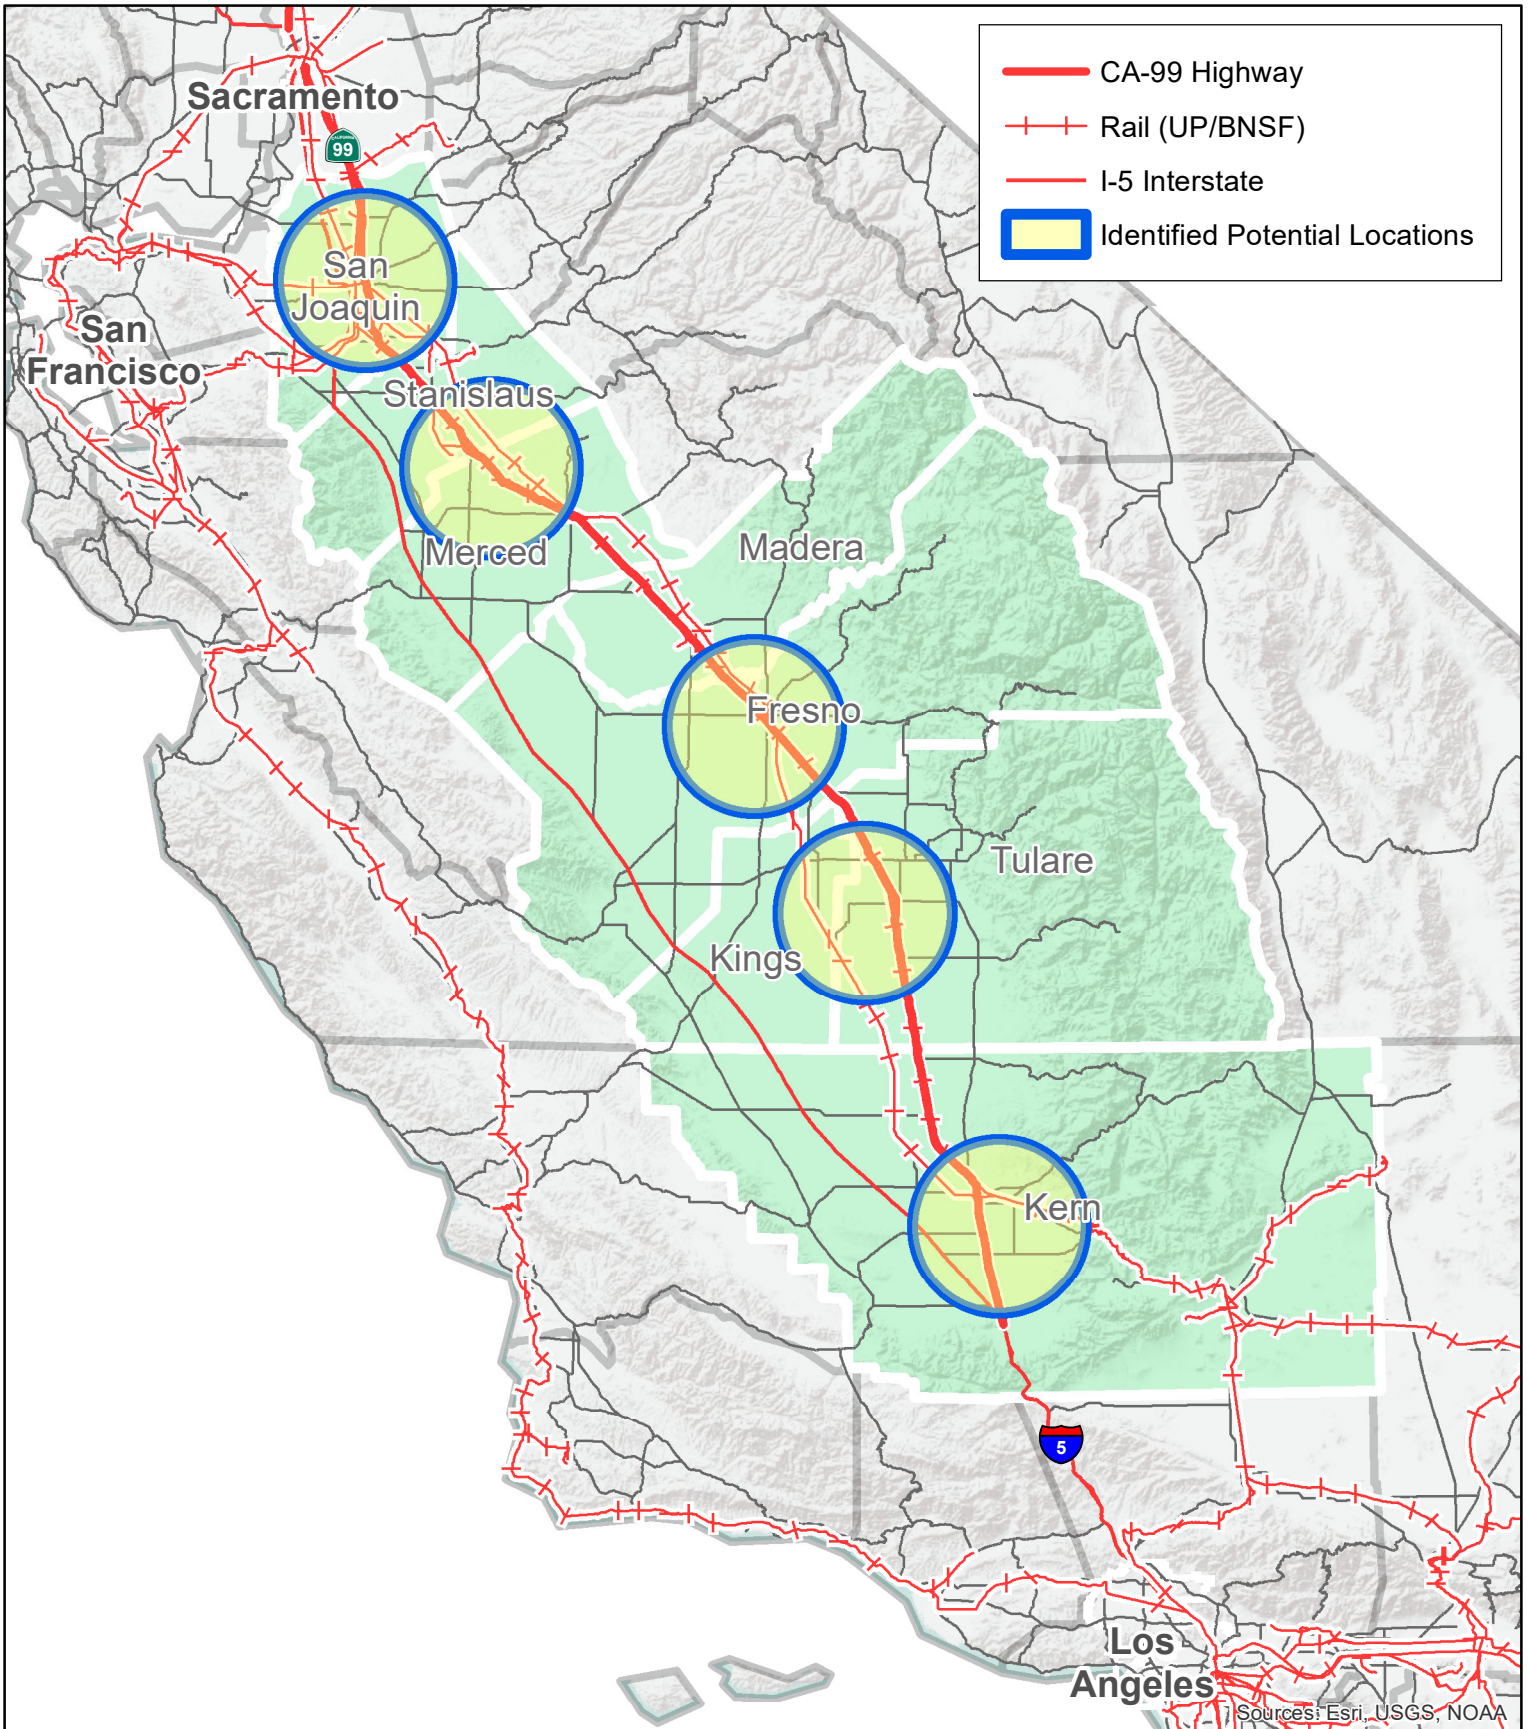 CA-99 Highway
Rail (UP/BNSF)
I-5 Interstate
Identified Potential Locations
Sacramento
CALIFORNIA
99
San
Joaquin
San
Francisco
Stanislaus
Merced
Madera
Fresno
Tulare
Kings
Kern
5
Los
Angeles
Sources: Esri, USGS, NOAA